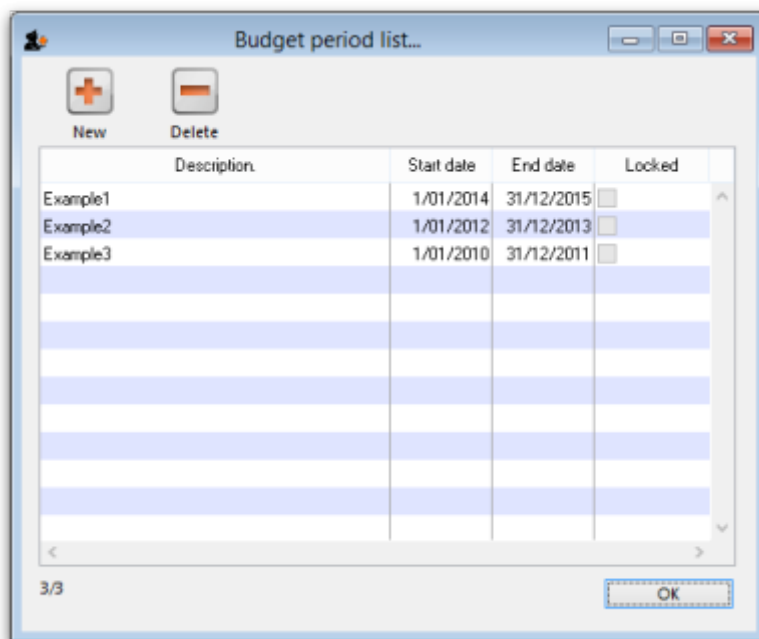 Budget period list...
New Delete
Description. Start date End date Locked
Example1 1/01/2014 31/12/2015
Example2 1/01/2012 31/12/2013
Example3 1/01/2010 31/12/2011
3/3 OK